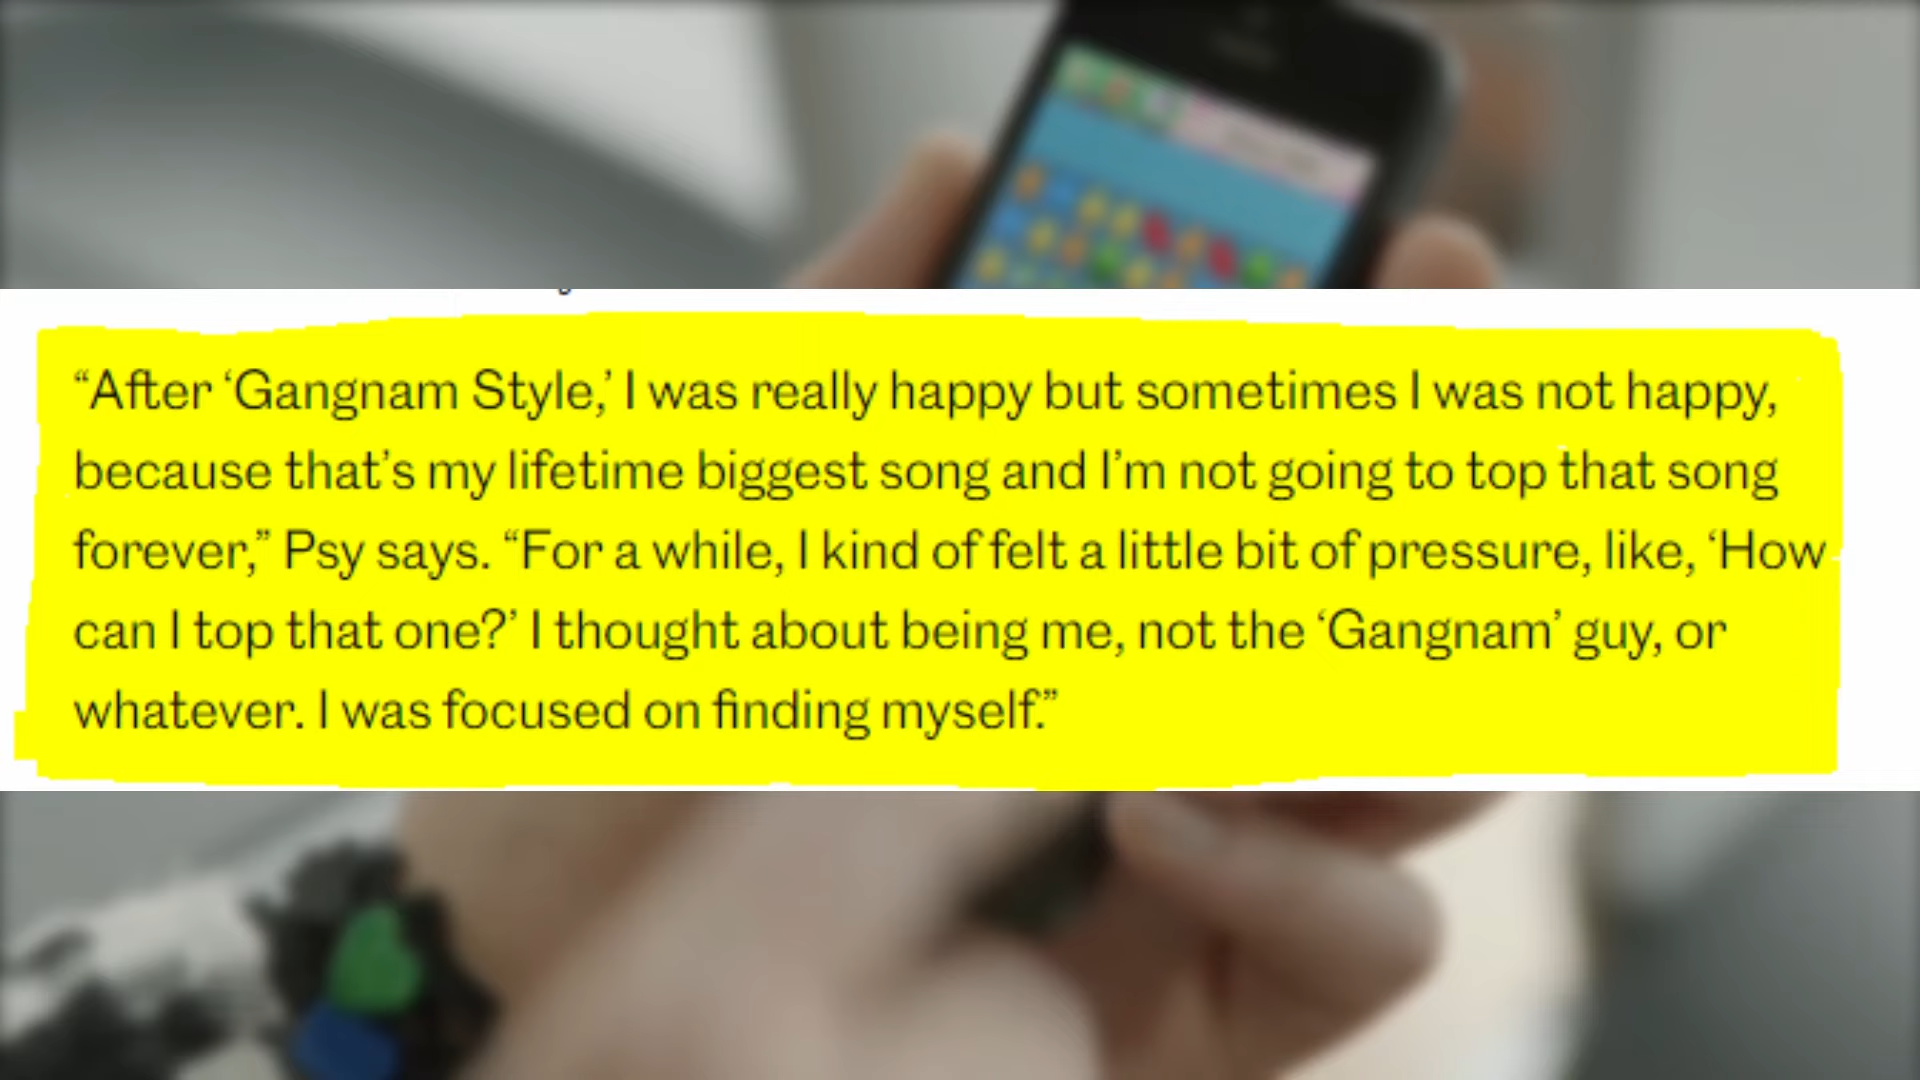 “After ‘Gangnam Style,’ I was really happy but sometimes I was not happy,
because that’s my lifetime biggest song and I’m not going to top that song
forever,” Psy says. “For a while, I kind of felt a little bit of pressure, like, ‘How
can I top that one?’ I thought about being me, not the ‘Gangnam’ guy, or
whatever. I was focused on finding myself.”